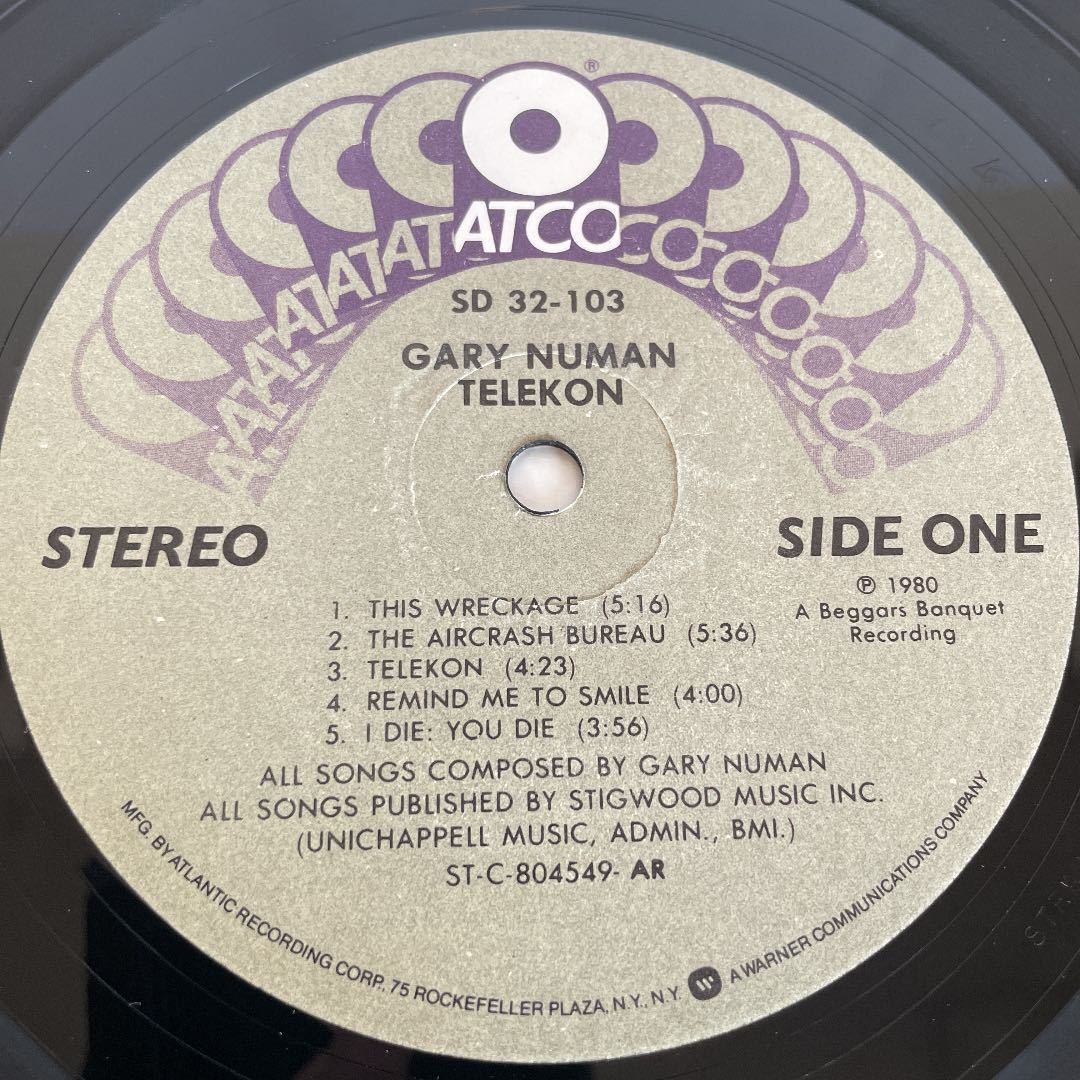 ®
ATCO
SD 32-103
GARY NUMAN
TELEKON
STEREO
SIDE ONE
℗ 1980
A Beggars Banquet
Recording
1. THIS WRECKAGE (5:16)
2. THE AIRCRASH BUREAU (5:36)
3. TELEKON (4:23)
4. REMIND ME TO SMILE (4:00)
5. I DIE: YOU DIE (3:56)
ALL SONGS COMPOSED BY GARY NUMAN
ALL SONGS PUBLISHED BY STIGWOOD MUSIC INC.
(UNICHAPPELL MUSIC, ADMIN., BMI.)
ST-C-804549- AR
MFG. BY ATLANTIC RECORDING CORP., 75 ROCKEFELLER PLAZA, N.Y., N.Y. A WARNER COMMUNICATIONS COMPANY